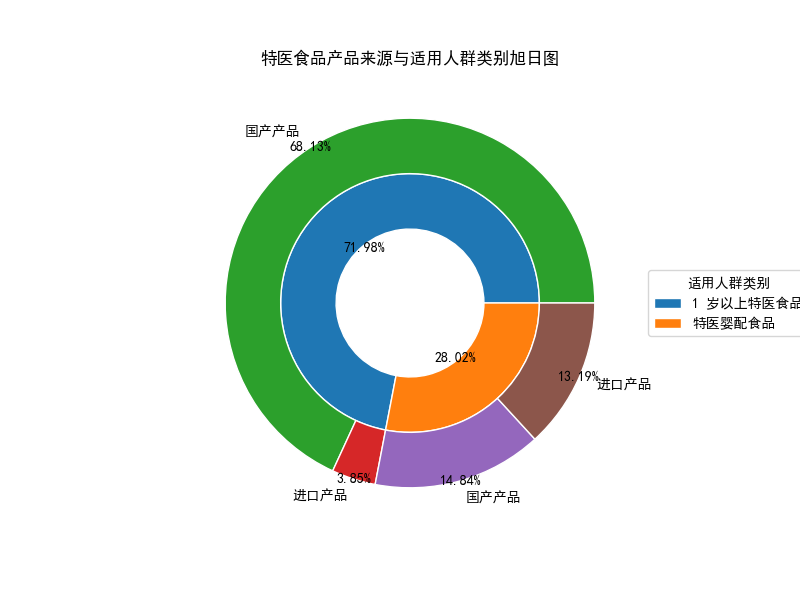 特医食品产品来源与适用人群类别旭日图
国产产品
68.13%
71.98%
适用人群类别
1 岁以上特医食品
特医婴配食品
28.02%
13.19%
进口产品
3.85%
14.84%
进口产品
国产产品